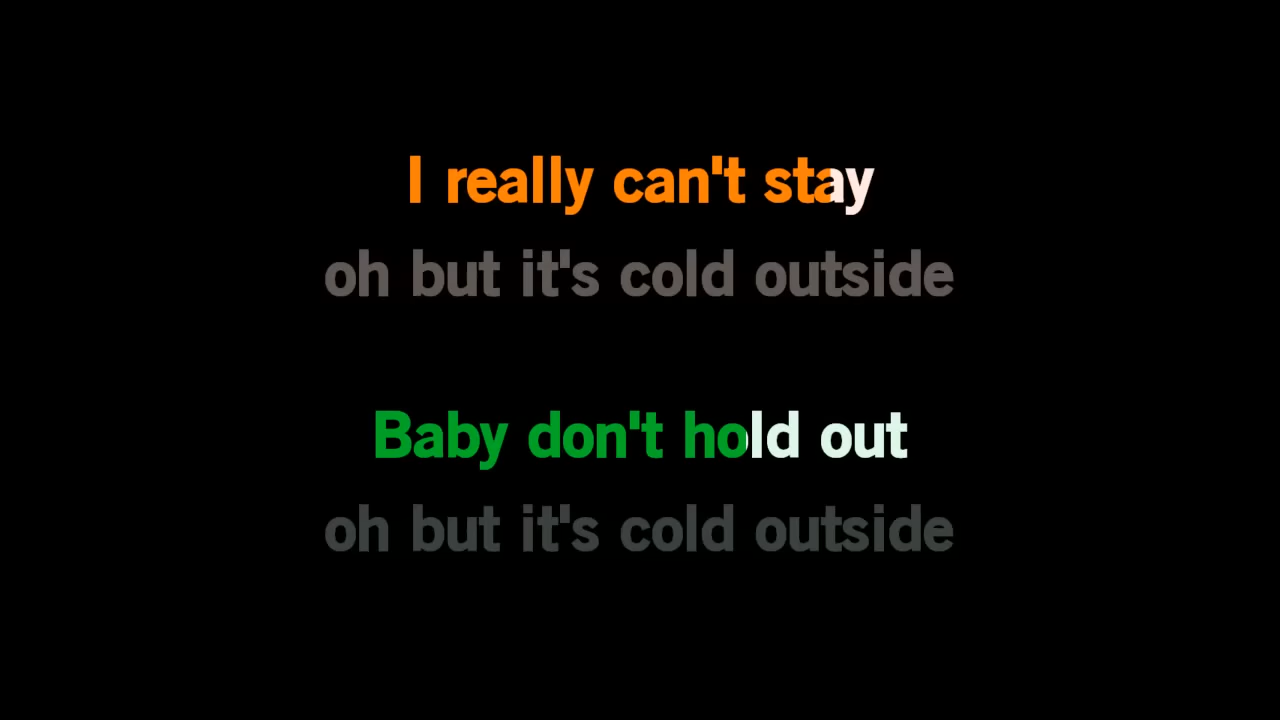 I really can't stay
oh but it's cold outside
Baby don't hold out
oh but it's cold outside